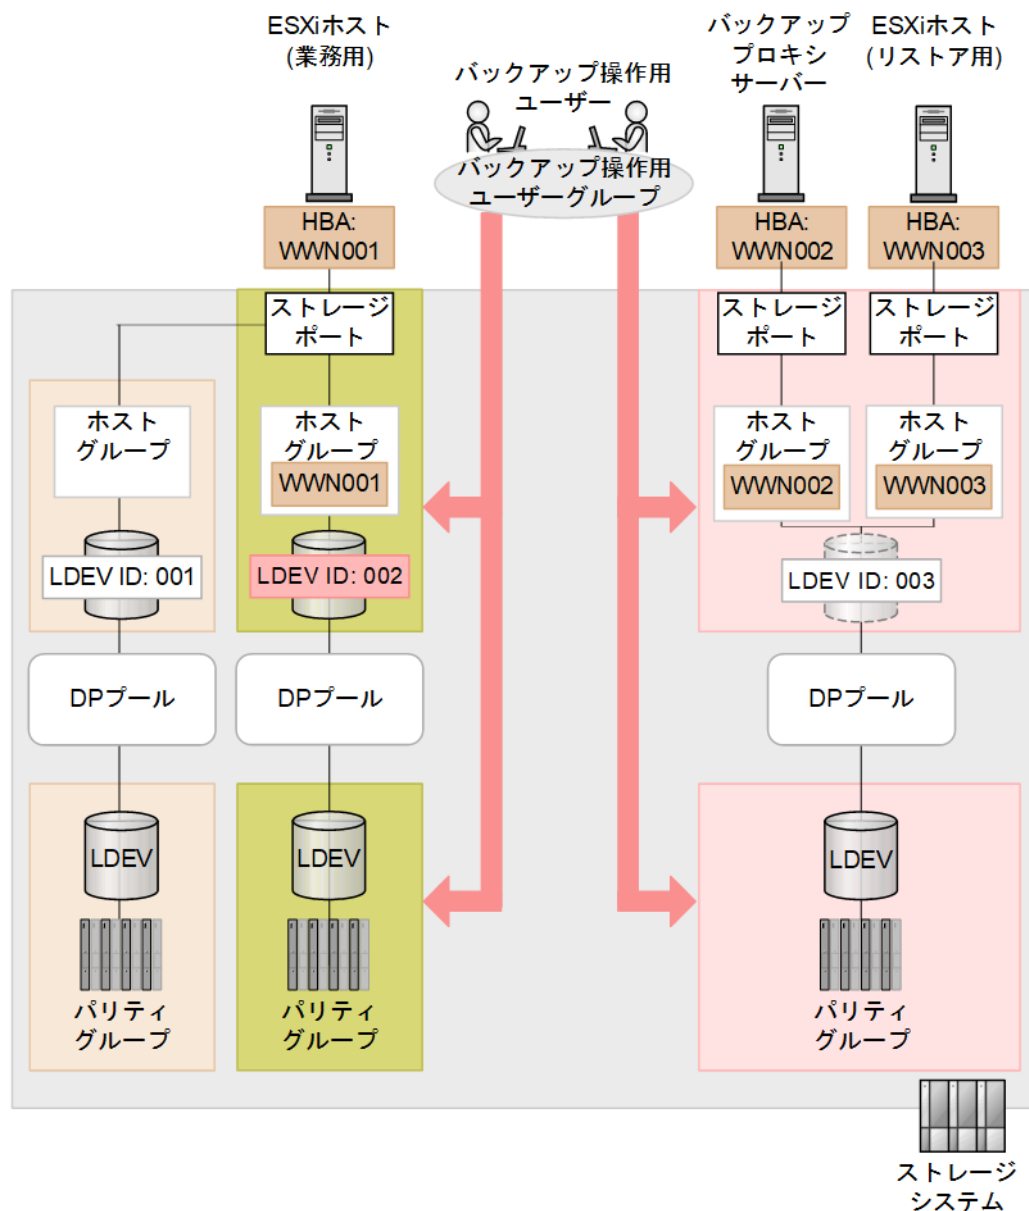 ESXiホスト
(業務用)
バックアップ操作用
ユーザー
バックアップ
プロキシ
サーバー
ESXiホスト
(リストア用)
バックアップ操作用
ユーザーグループ
HBA:
WWN001
HBA:
WWN002
HBA:
WWN003
ストレージ
ポート
ストレージ
ポート
ストレージ
ポート
ホスト
グループ
ホスト
グループ
WWN001
ホスト
グループ
WWN002
ホスト
グループ
WWN003
LDEV ID: 001
LDEV ID: 002
LDEV ID: 003
DPプール
DPプール
DPプール
LDEV
LDEV
LDEV
パリティ
グループ
パリティ
グループ
パリティ
グループ
ストレージ
システム